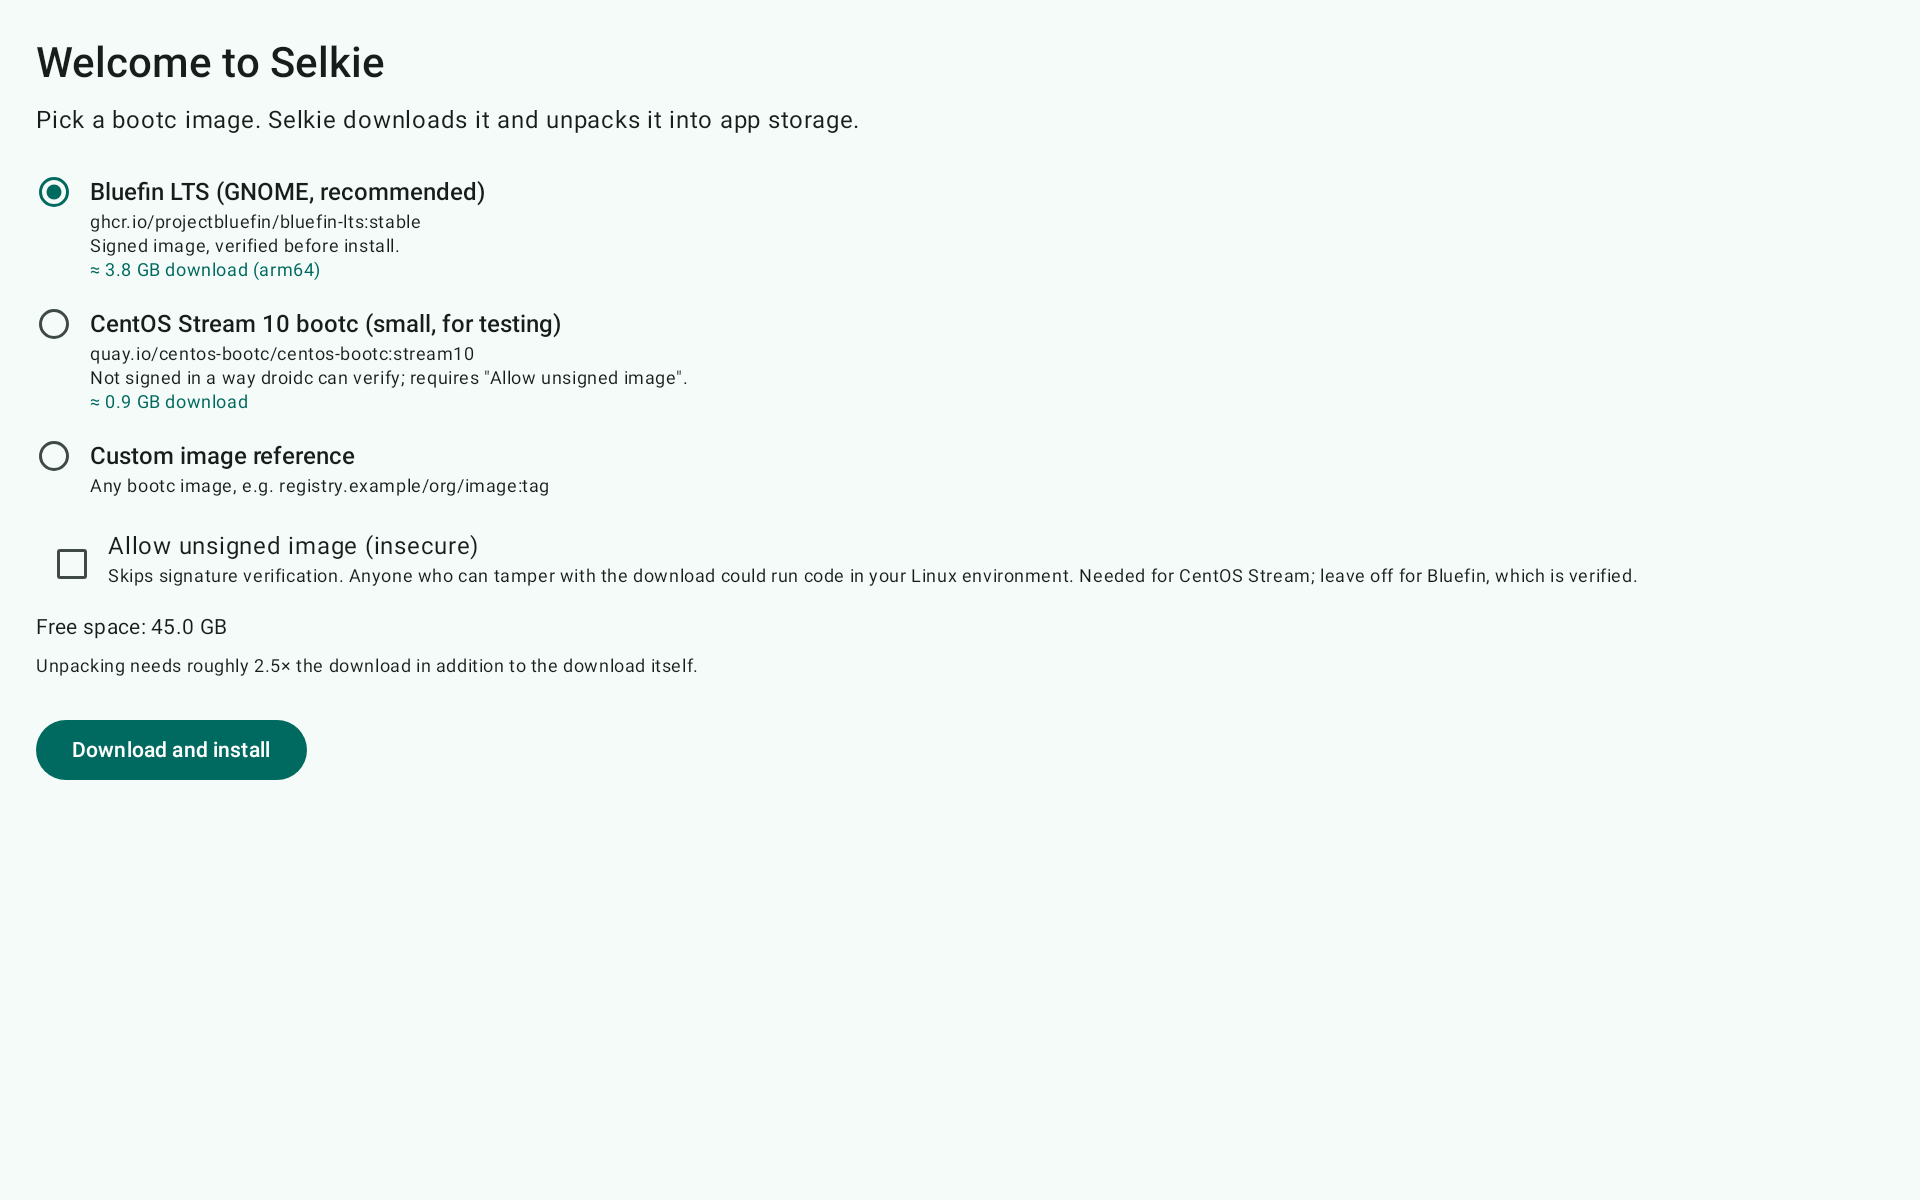 Welcome to Selkie
Pick a bootc image. Selkie downloads it and unpacks it into app storage.
Bluefin LTS (GNOME, recommended)
ghcr.io/projectbluefin/bluefin-lts:stable
Signed image, verified before install.
≈ 3.8 GB download (arm64)
CentOS Stream 10 bootc (small, for testing)
quay.io/centos-bootc/centos-bootc:stream10
Not signed in a way droidc can verify; requires "Allow unsigned image".
≈ 0.9 GB download
Custom image reference
Any bootc image, e.g. registry.example/org/image:tag
Allow unsigned image (insecure)
Skips signature verification. Anyone who can tamper with the download could run code in your Linux environment. Needed for CentOS Stream; leave off for Bluefin, which is verified.
Free space: 45.0 GB
Unpacking needs roughly 2.5× the download in addition to the download itself.
Download and install